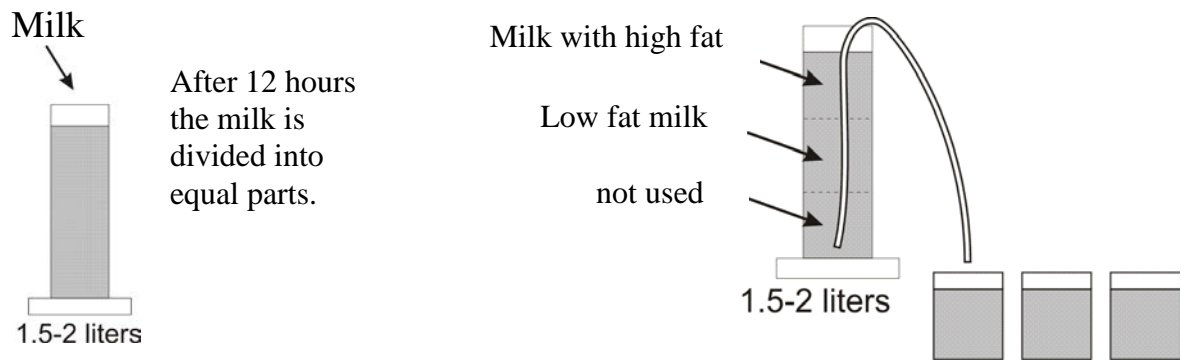 Milk
After 12 hours
the milk is
divided into
equal parts.
1.5-2 liters
Milk with high fat
Low fat milk
not used
1.5-2 liters